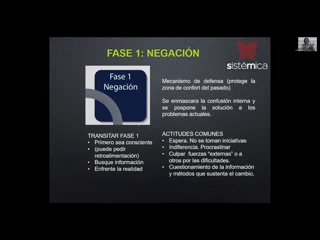 FASE 1: NEGACIÓN
sistémica
Fase 1
Negación
Mecanismo de defensa (protege la
zona de confort del pasado)
Se enmascara la confusión interna y
se pospone la solución a los
problemas actuales.
TRANSITAR FASE 1
• Primero sea consciente
• (puede pedir
retroalimentación)
• Busque información
• Enfrente la realidad
ACTITUDES COMUNES
• Espera. No se toman iniciativas
• Indiferencia. Procrastinar
• Culpar fuerzas "externas" o a
otros por las dificultades.
• Cuestionamiento de la información
y métodos que sustenta el cambio.